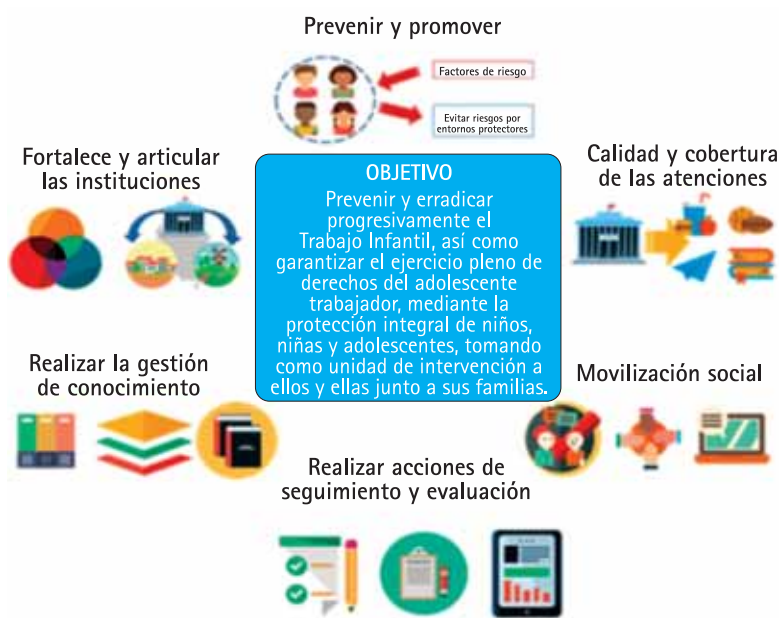 Prevenir y promover
Factores de riesgo
Evitar riesgos por
entornos protectores
Fortalece y articular
las instituciones
Calidad y cobertura
de las atenciones
OBJETIVO
Prevenir y erradicar
progresivamente el
Trabajo Infantil, así como
garantizar el ejercicio pleno de
derechos del adolescente
trabajador, mediante la
protección integral de niños,
niñas y adolescentes, tomando
como unidad de intervención a
ellos y ellas junto a sus familias.
Realizar la gestión
de conocimiento
Movilización social
Realizar acciones de
seguimiento y evaluación